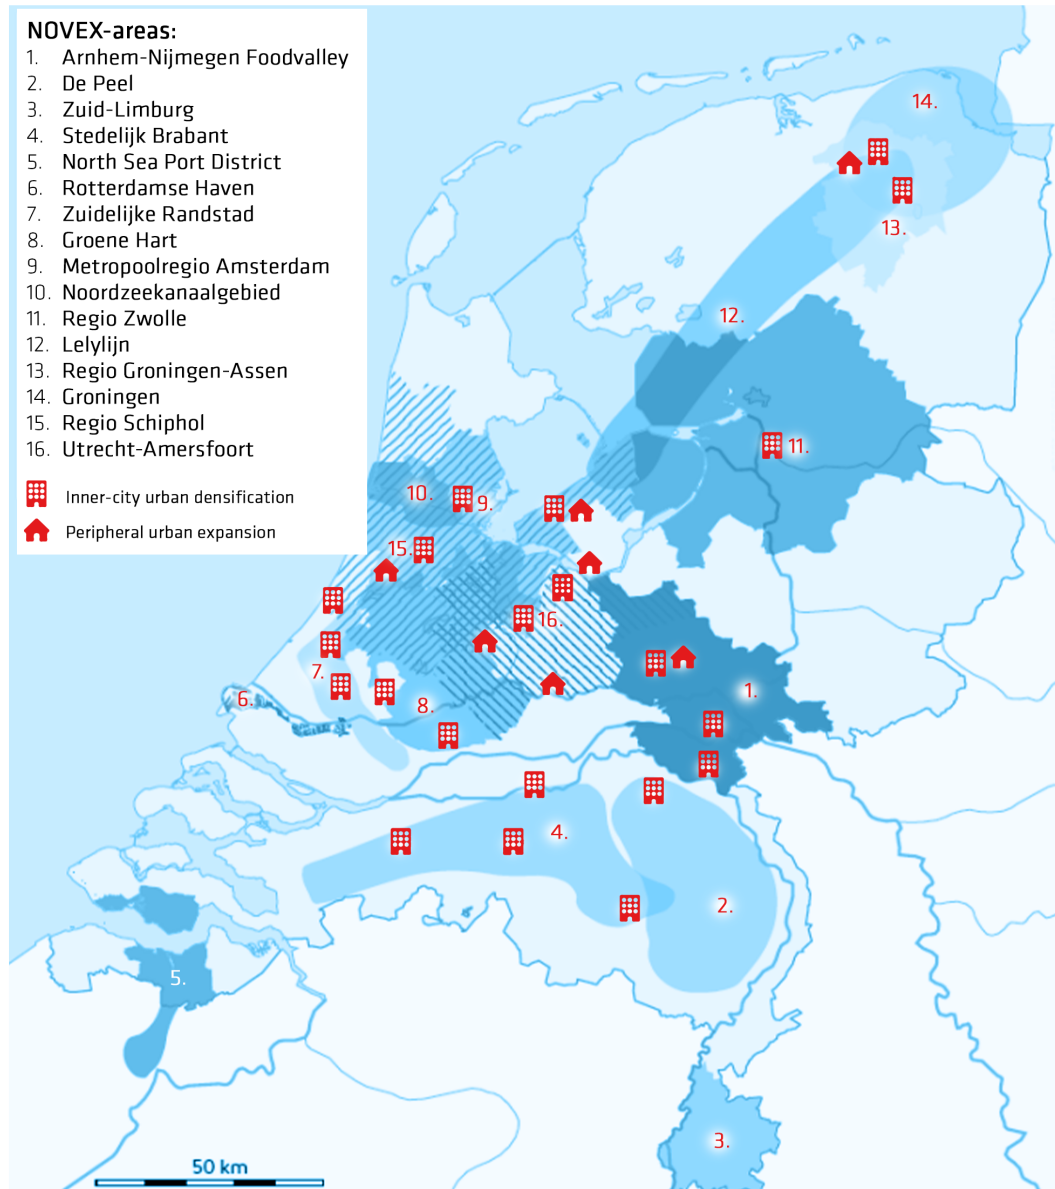 NOVEX-areas:
1. Arnhem-Nijmegen Foodvalley
2. De Peel
3. Zuid-Limburg
4. Stedelijk Brabant
5. North Sea Port District
6. Rotterdamse Haven
7. Zuidelijke Randstad
8. Groene Hart
9. Metropoolregio Amsterdam
10. Noordzeekanaalgebied
11. Regio Zwolle
12. Lelylijn
13. Regio Groningen-Assen
14. Groningen
15. Regio Schiphol
16. Utrecht-Amersfoort
Inner-city urban densification
Peripheral urban expansion
14.
13.
12.
11.
10.
9.
15.
16.
7.
6.
8.
1.
4.
2.
5.
3.
50 km